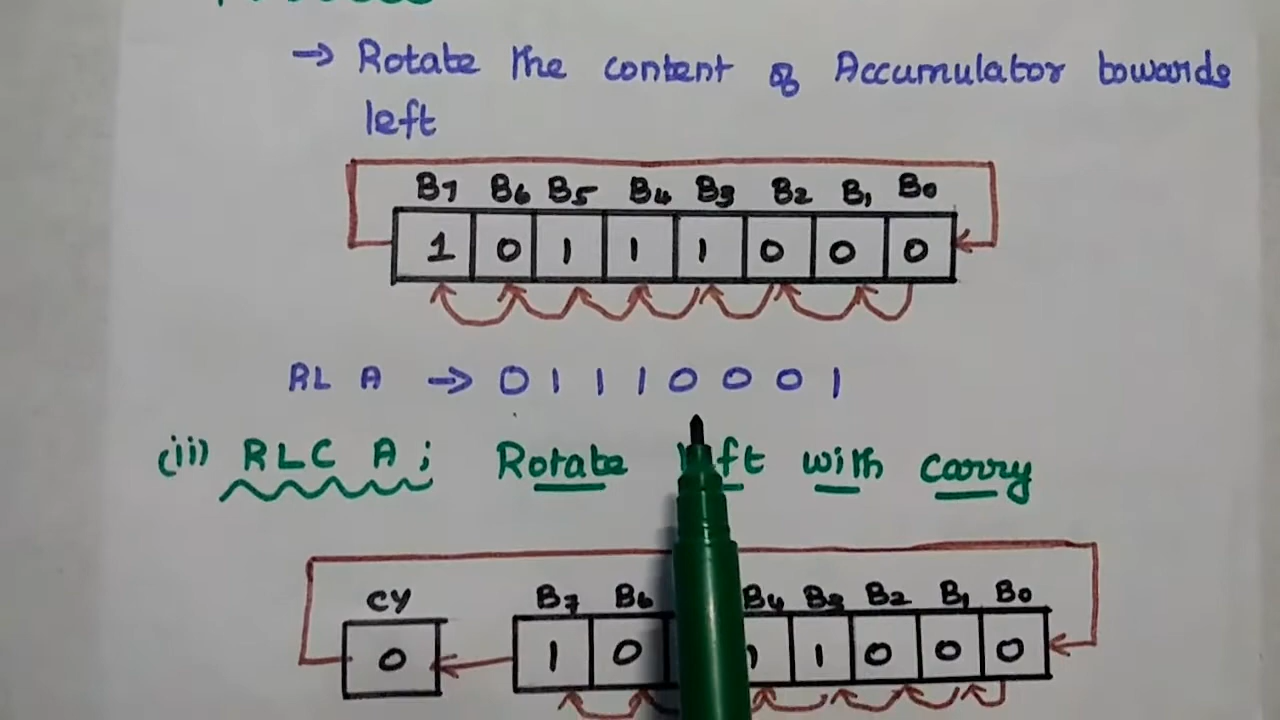 → Rotate the content of Accumulator towards
left
B7 B6 B5 B4 B3 B2 B1 B0
1 0 1 1 1 0 0 0
RL A → 0 1 1 1 0 0 0 1
(ii) RLC A ; Rotate left with carry
CY B7 B6 B4 B3 B2 B1 B0
0 1 0 1 1 0 0 0